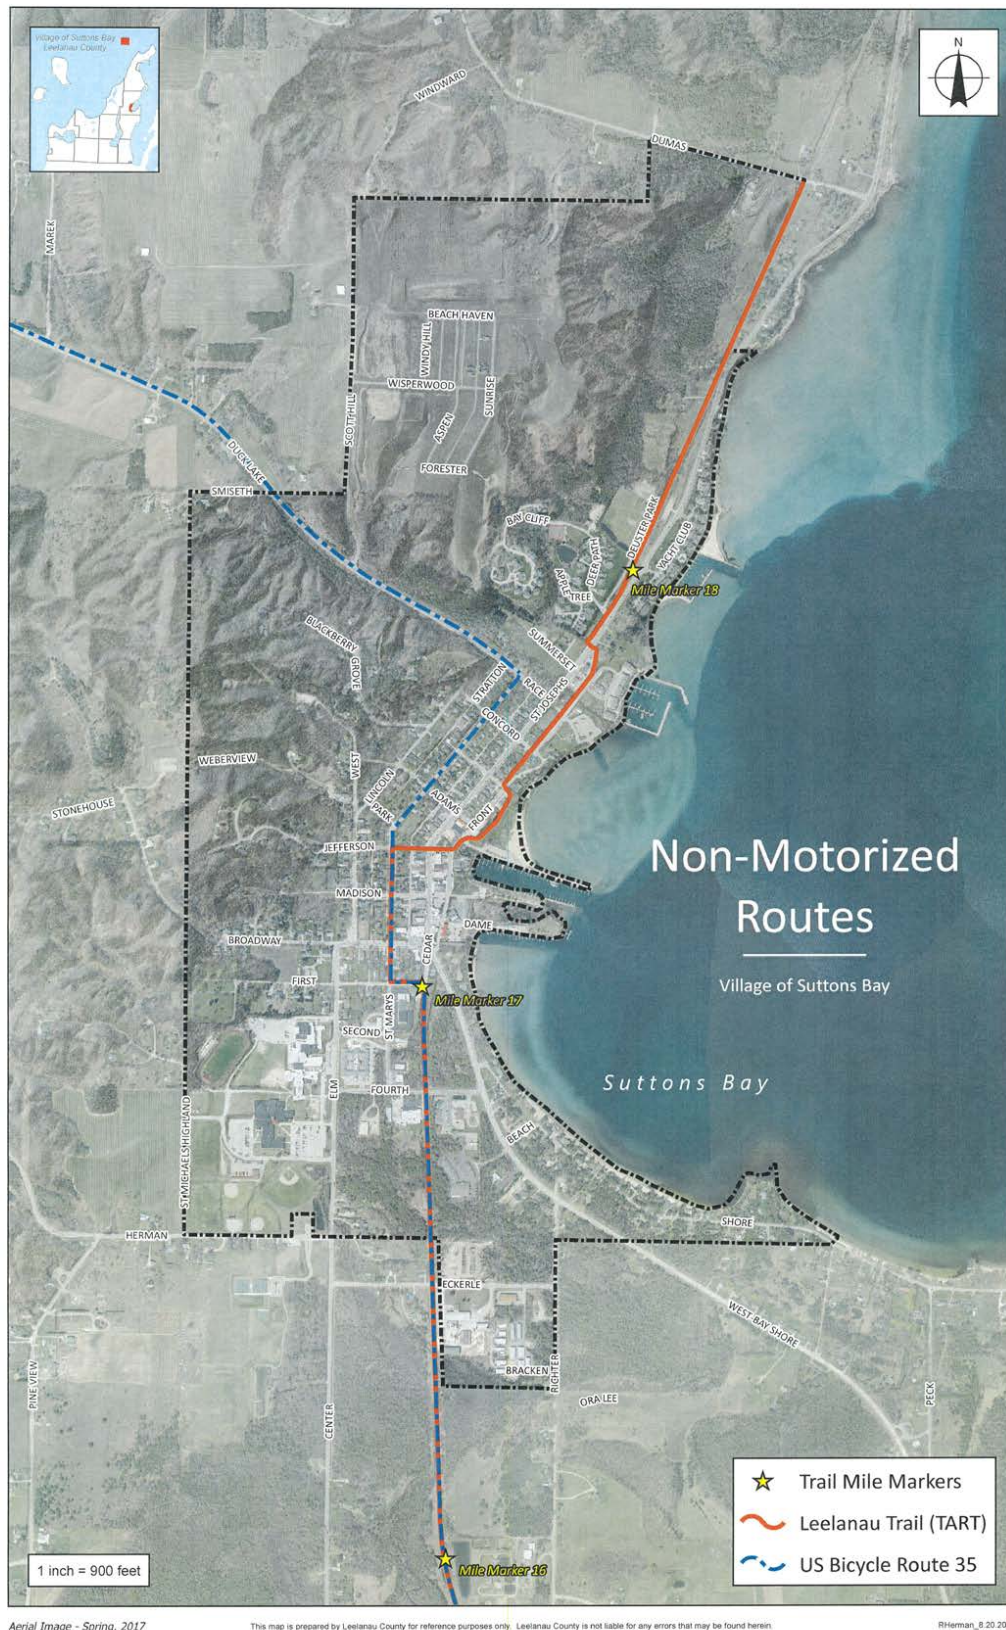 Village of Suttons Bay
Leelanau County
N
WINDWARD
DUMAS
MAREK
BEACH HAVEN
WINDY HILL
WISPERWOOD
SUNRISE
SCOTT HILL
ASPEN
FORESTER
DUCK LAKE
SMISETH
BAY CLIFF
DEUSTER PARK
YACHT CLUB
DEER PATH
APPLE
TREE
Mile Marker 18
BLACKBERRY
GROVE
SUMMERSET
STRATTON
RACE
ST JOSEPHS
CONCORD
WEBERVIEW
WEST
LINCOLN
STONEHOUSE
PARK
ADAMS
FRONT
JEFFERSON
Non-Motorized
Routes
MADISON
DAME
BROADWAY
CEDAR
FIRST
Mile Marker 17
Village of Suttons Bay
ST MARYS
SECOND
Suttons Bay
FOURTH
ELM
BEACH
ST MICHAELS HIGHLAND
SHORE
HERMAN
ECKERLE
WEST BAY SHORE
BRACKEN
RICHTER
PINE VIEW
ORA LEE
PECK
CENTER
Trail Mile Markers
Leelanau Trail (TART)
US Bicycle Route 35
1 inch = 900 feet
Mile Marker 16
Aerial Image - Spring, 2017
This map is prepared by Leelanau County for reference purposes only. Leelanau County is not liable for any errors that may be found herein.
RHerman_8.20.20